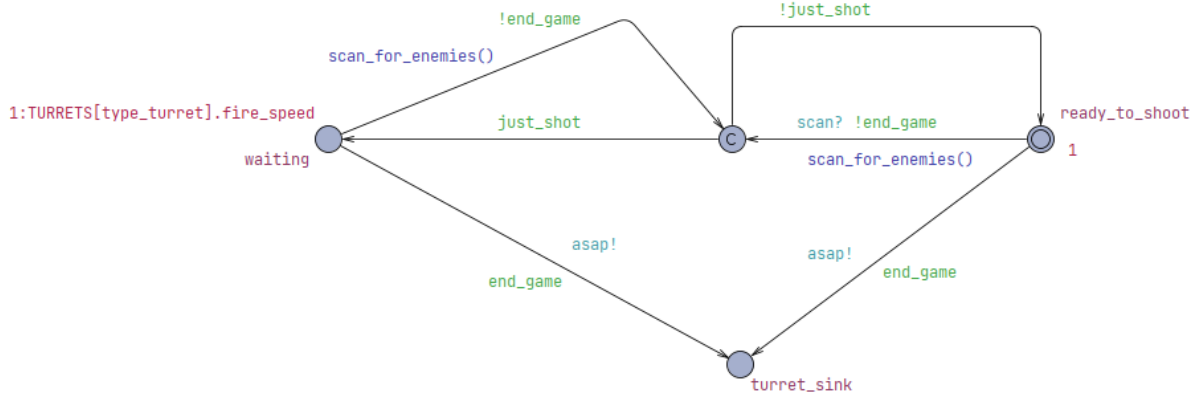 !just_shot
!end_game
scan_for_enemies()
1:TURRETS[type_turret].fire_speed
ready_to_shoot
just_shot
scan? !end_game
C
1
waiting
scan_for_enemies()
asap!
asap!
end_game
end_game
turret_sink